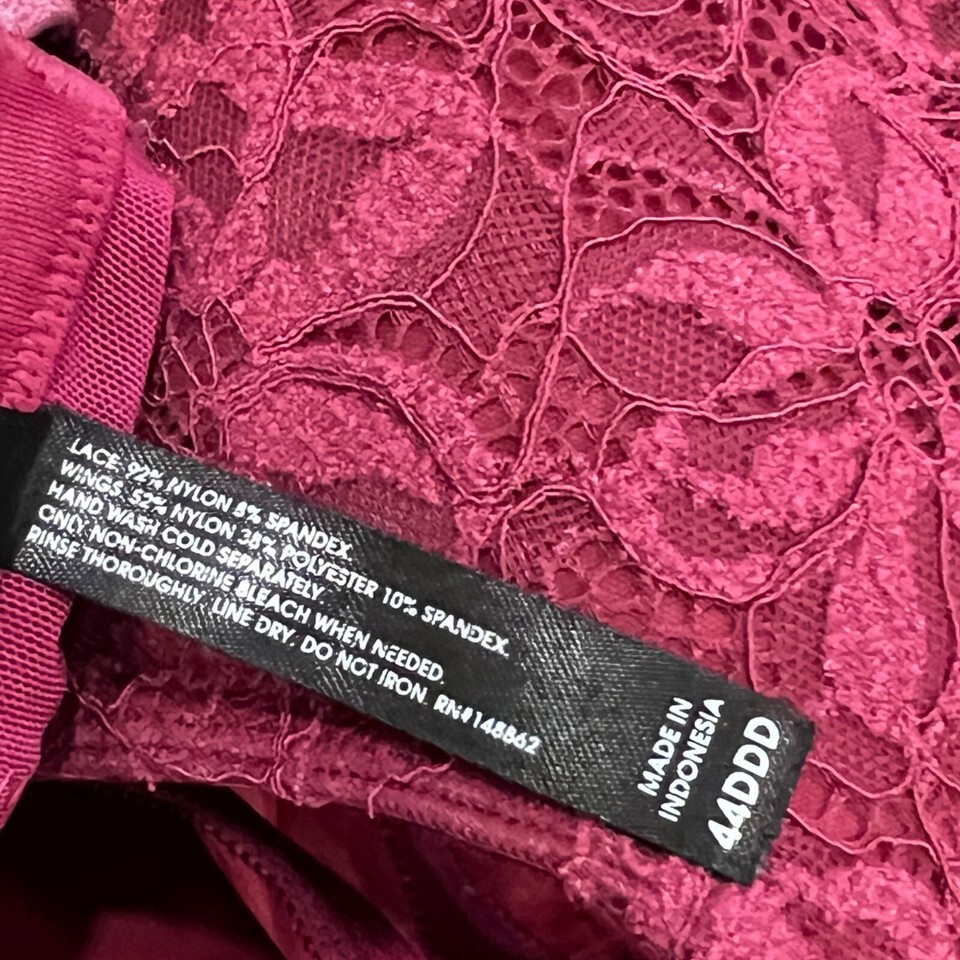 LACE: 92% NYLON 8% SPANDEX
WINGS: 52% NYLON 38% POLYESTER 10% SPANDEX.
HAND WASH COLD SEPARATELY
ONLY NON-CHLORINE BLEACH WHEN NEEDED.
RINSE THOROUGHLY LINE DRY. DO NOT IRON. RN#148862
MADE IN
INDONESIA
44DDD